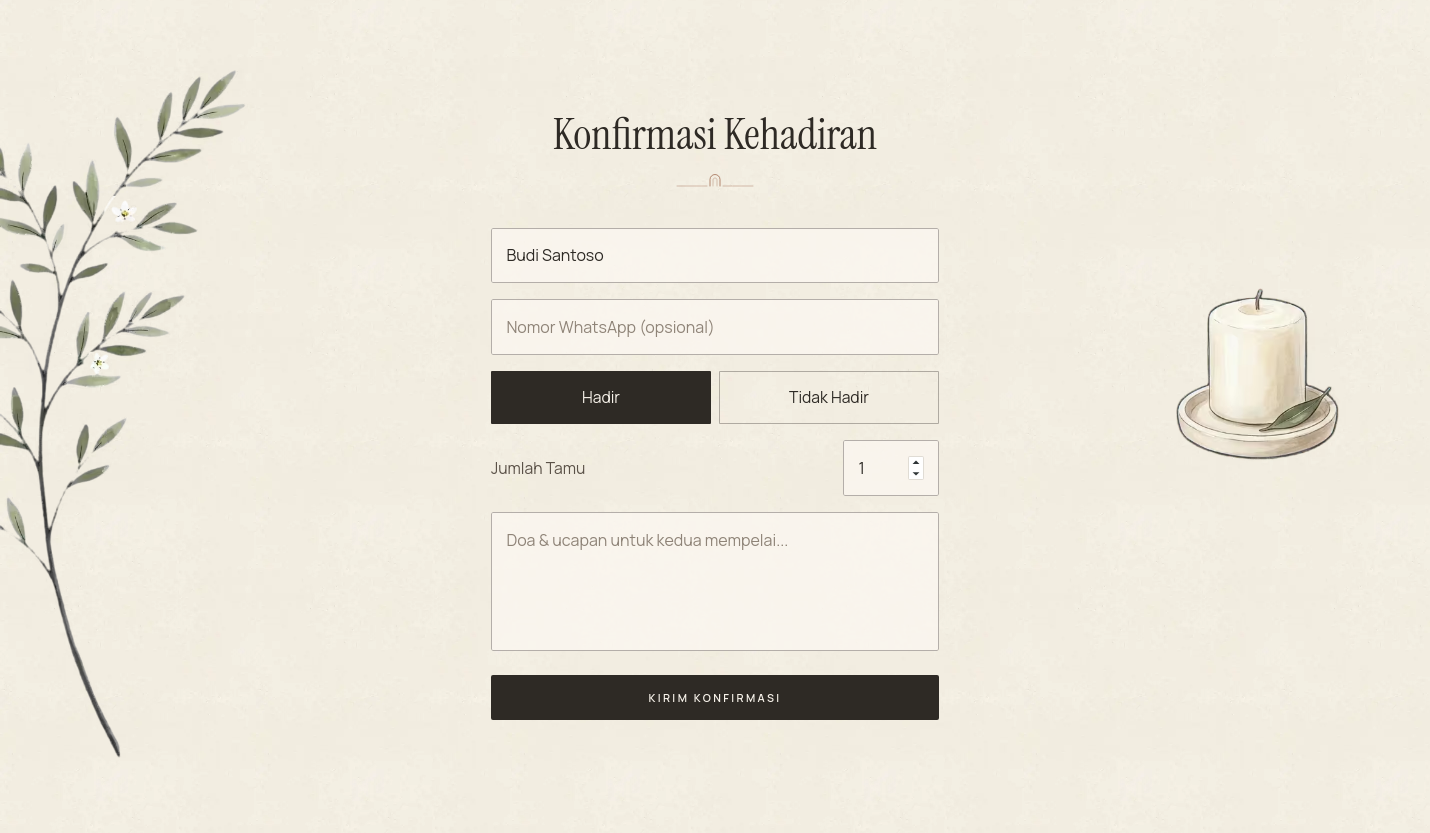 Konfirmasi Kehadiran
Budi Santoso
Nomor WhatsApp (opsional)
Hadir
Tidak Hadir
Jumlah Tamu
1
Doa & ucapan untuk kedua mempelai...
KIRIM KONFIRMASI